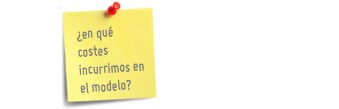 ¿en qué
costes
incurrimos en
el modelo?